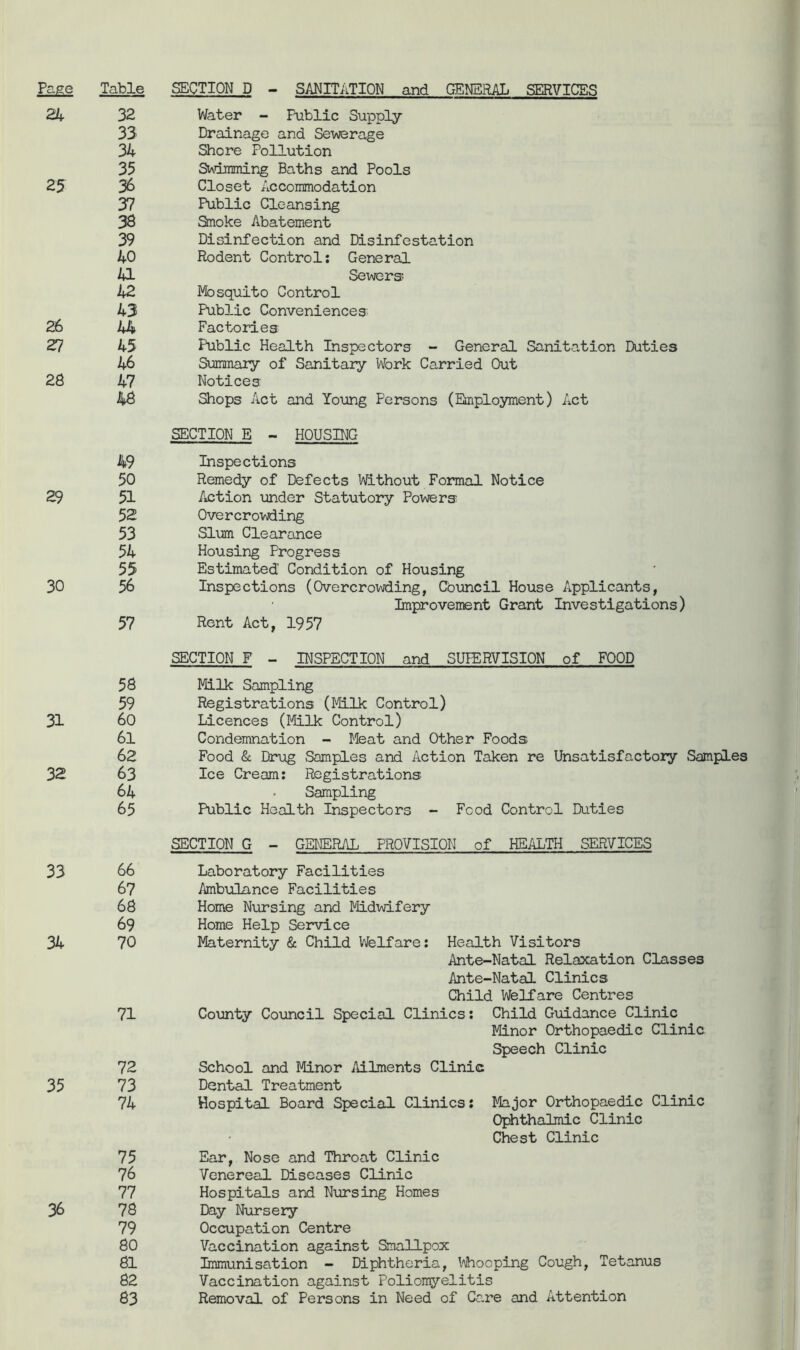 Page Table SECTION D - SANITATION and GENERAL SERVICES
24 32 Water - Public Supply
33 Drainage and Sewerage
34 Shore Pollution
35 Swimming Baths and Pools
25 36 Closet Accommodation
37 Public Cleansing
38 Smoke Abatement
39 Disinfection and Disinfestation
40 Rodent Control: General
41 Sewers
42 Mosquito Control
43 Public Conveniences
26 44 Factories
27 45 Public Health Inspectors - General Sanitation Duties
46 Summary of Sanitary Work Carried Out
28 47 Notices
48 Shops Act and Young Persons (Employment) Act
SECTION E - HOUSING
49 Inspections
50 Remedy of Defects Without Formal Notice
29 51 Action under Statutory Powers
52 Overcrowding
53 Slum Clearance
54 Housing Progress
55 Estimated Condition of Housing
30 56 Inspections (Overcrowding, Council House Applicants,
Improvement Grant Investigations)
57 Rent Act, 1957
SECTION F - INSPECTION and SUPERVISION of FOOD
58 Milk Sampling
59 Registrations (Milk Control)
31 60 Licences (Milk Control)
61 Condemnation - Meat and Other Foods
62 Food & Drug Samples and Action Taken re Unsatisfactory Samples
32 63 Ice Cream: Registrations
64 Sampling
65 Public Health Inspectors - Food Control Duties
SECTION G - GENERAL PROVISION of HEALTH SERVICES
33 66 Laboratory Facilities
67 Ambulance Facilities
68 Home Nursing and Midwifery
69 Home Help Service
34 70 Maternity & Child Welfare: Health Visitors
Ante-Natal Relaxation Classes
Ante-Natal Clinics
Child Welfare Centres
71 County Council Special Clinics: Child Guidance Clinic
Minor Orthopaedic Clinic
Speech Clinic
72 School and Minor Ailments Clinic
35 73 Dental Treatment
74 Hospital Board Special Clinics: Major Orthopaedic Clinic
Ophthalmic Clinic
Chest Clinic
75 Ear, Nose and Throat Clinic
76 Venereal Diseases Clinic
77 Hospitals and Nursing Homes
36 78 Day Nursery
79 Occupation Centre
80 Vaccination against Smallpox
81 Immunisation - Diphtheria, Whooping Cough, Tetanus
82 Vaccination against Poliomyelitis
83 Removal of Persons in Need of Care and Attention